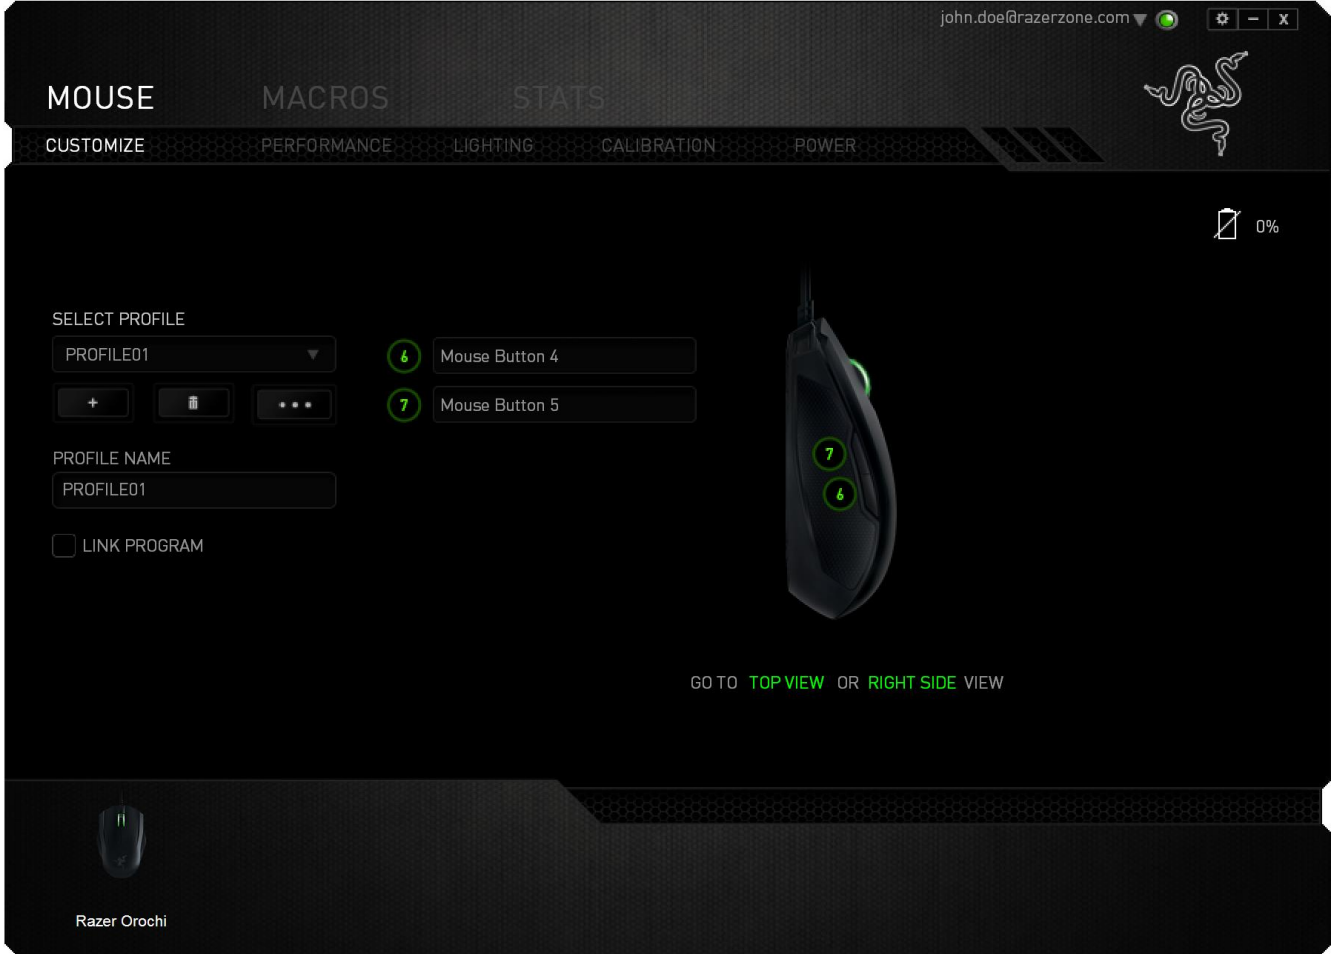 john.doe@razerzone.com
X
MOUSE MACROS STATS
CUSTOMIZE PERFORMANCE LIGHTING CALIBRATION POWER
0%
SELECT PROFILE
PROFILE01
6 Mouse Button 4
7 Mouse Button 5
PROFILE NAME
PROFILE01
LINK PROGRAM
7
6
GO TO TOP VIEW OR RIGHT SIDE VIEW
Razer Orochi